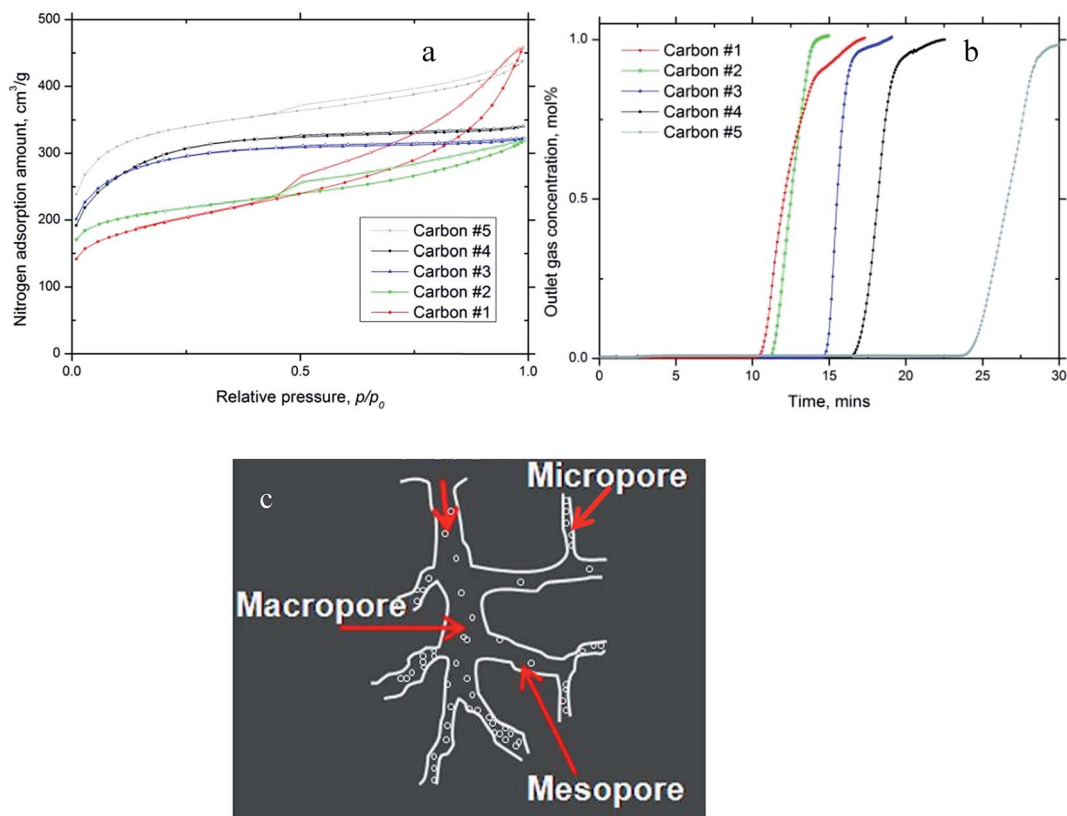 a
500
400
300
200
100
0
0.0
0.5
1.0
Nitrogen adsorption amount, cm³/g
Relative pressure, p/p₀
Carbon #5
Carbon #4
Carbon #3
Carbon #2
Carbon #1
b
1.0
0.5
0.0
0
5
10
15
20
25
30
Outlet gas concentration, mol%
Time, mins
Carbon #1
Carbon #2
Carbon #3
Carbon #4
Carbon #5
c
Micropore
Macropore
Mesopore